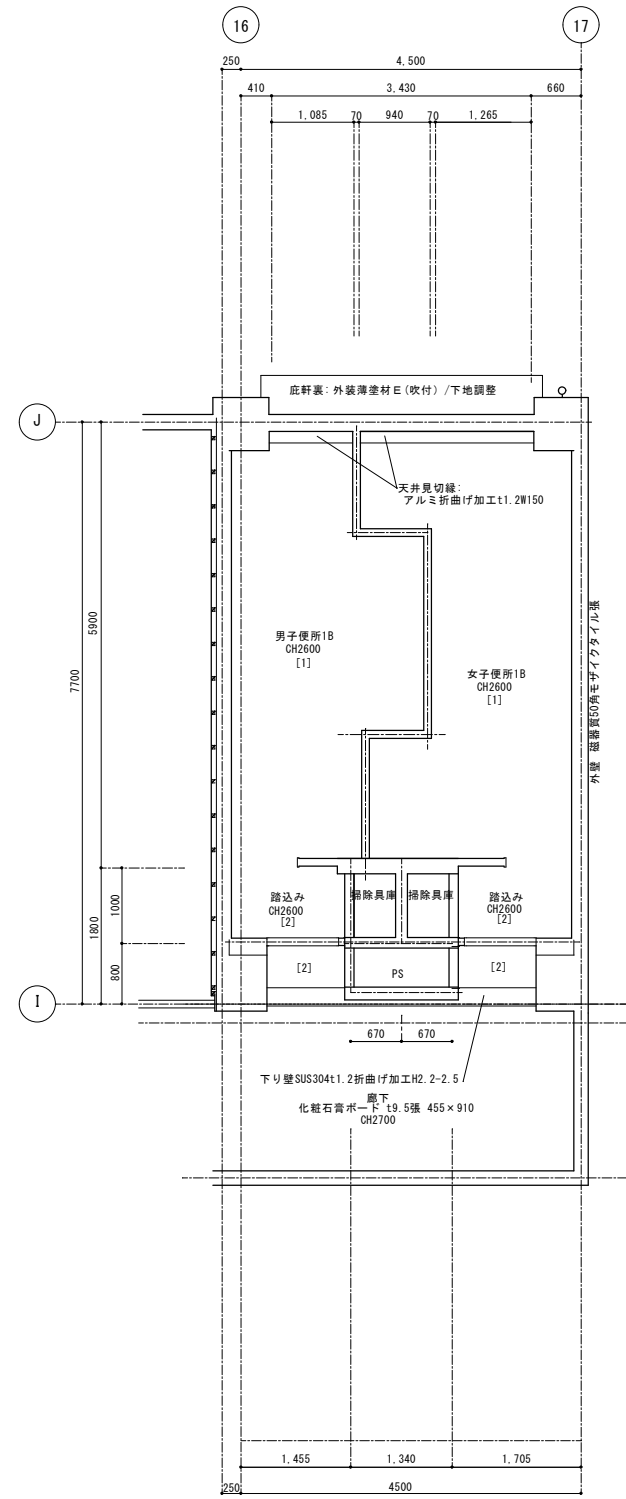 16
17
250
4,500
410
3,430
660
1,085
70
940
70
1,265
庇軒裏: 外装薄塗材E(吹付) /下地調整
J
天井見切縁:
アルミ折曲げ加工t1.2W150
5900
7700
男子便所1B
CH2600
[1]
女子便所1B
CH2600
[1]
外壁 磁器質50角モザイクタイル張
踏込み
CH2600
[2]
掃除具庫
掃除具庫
踏込み
CH2600
[2]
1000
1800
800
[2]
PS
[2]
I
670
670
下り壁SUS304t1.2折曲げ加工H2.2-2.5
廊下
化粧石膏ボード t9.5張 455×910
CH2700
1,455
1,340
1,705
250
4500